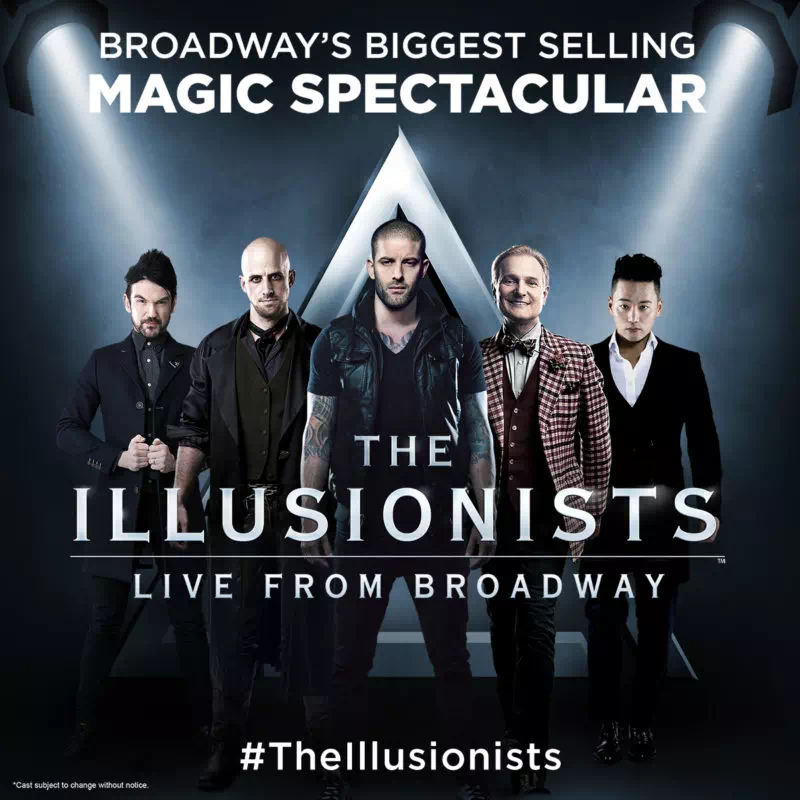 BROADWAY'S BIGGEST SELLING
MAGIC SPECTACULAR
THE
ILLUSIONISTS
TM
LIVE FROM BROADWAY
#TheIllusionists
*Cast subject to change without notice.